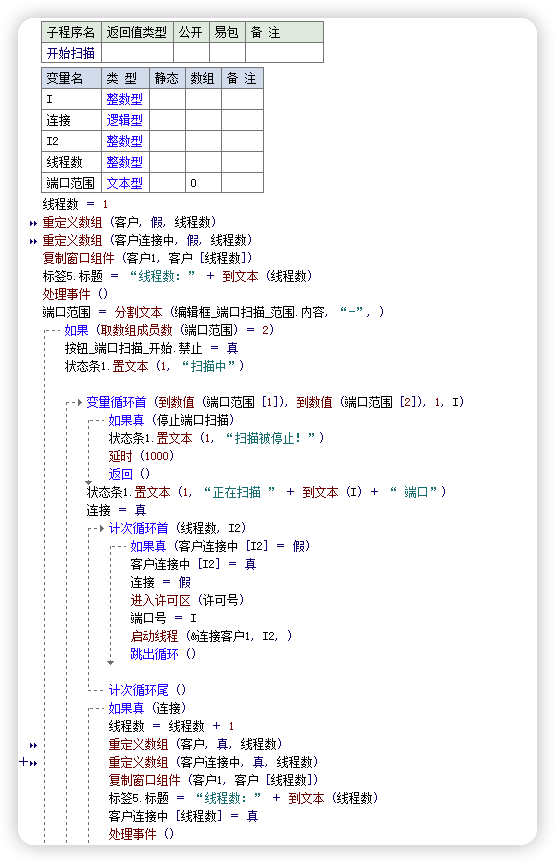 子程序名 返回值类型 公开 易包 备 注
开始扫描
变量名 类 型 静态 数组 备 注
I 整数型
连接 逻辑型
I2 整数型
线程数 整数型
端口范围 文本型 0
线程数 = 1
重定义数组 (客户, 假, 线程数)
重定义数组 (客户连接中, 假, 线程数)
复制窗口组件 (客户1, 客户 [线程数])
标签5.标题 = “线程数：” + 到文本 (线程数)
处理事件 ()
端口范围 = 分割文本 (编辑框_端口扫描_范围.内容, “-”, )
如果 (取数组成员数 (端口范围) = 2)
按钮_端口扫描_开始.禁止 = 真
状态条1.置文本 (1, “扫描中”)
变量循环首 (到数值 (端口范围 [1]), 到数值 (端口范围 [2]), 1, I)
如果真 (停止端口扫描)
状态条1.置文本 (1, “扫描被停止！”)
延时 (1000)
返回 ()
状态条1.置文本 (1, “正在扫描 ” + 到文本 (I) + “ 端口”)
连接 = 真
计次循环首 (线程数, I2)
如果真 (客户连接中 [I2] = 假)
客户连接中 [I2] = 真
连接 = 假
进入许可区 (许可号)
端口号 = I
启动线程 (&连接客户1, I2, )
跳出循环 ()
计次循环尾 ()
如果真 (连接)
线程数 = 线程数 + 1
重定义数组 (客户, 真, 线程数)
重定义数组 (客户连接中, 真, 线程数)
复制窗口组件 (客户1, 客户 [线程数])
标签5.标题 = “线程数：” + 到文本 (线程数)
客户连接中 [线程数] = 真
处理事件 ()